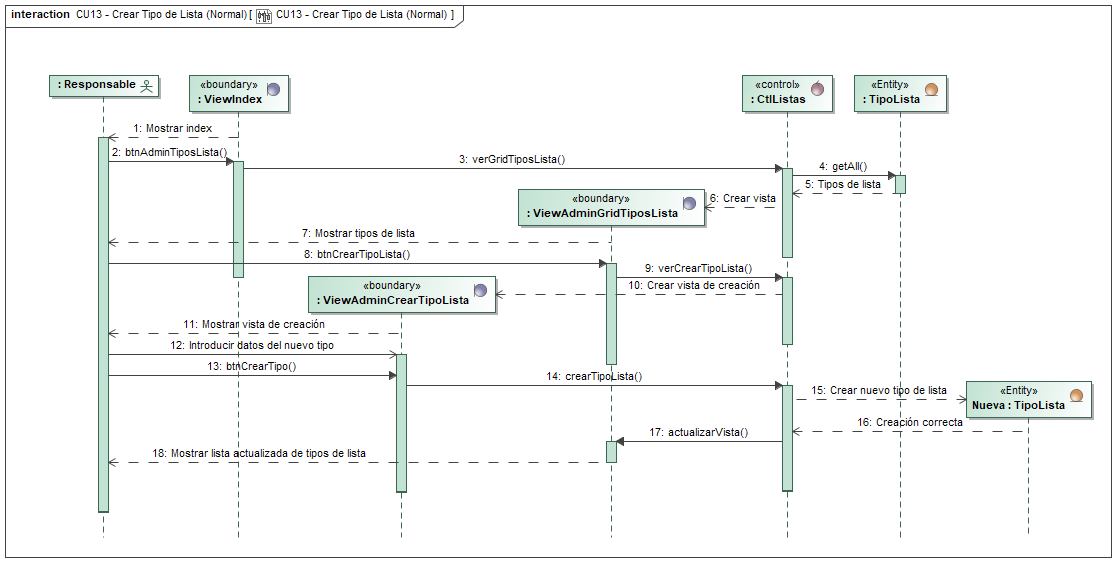 interaction CU13 - Crear Tipo de Lista (Normal) [ CU13 - Crear Tipo de Lista (Normal) ]
: Responsable
«boundary»
: ViewIndex
«control»
: CtlListas
«Entity»
: TipoLista
1: Mostrar index
2: btnAdminTiposLista()
3: verGridTiposLista()
4: getAll()
5: Tipos de lista
6: Crear vista
«boundary»
: ViewAdminGridTiposLista
7: Mostrar tipos de lista
8: btnCrearTipoLista()
9: verCrearTipoLista()
10: Crear vista de creación
«boundary»
: ViewAdminCrearTipoLista
11: Mostrar vista de creación
12: Introducir datos del nuevo tipo
13: btnCrearTipo()
14: crearTipoLista()
15: Crear nuevo tipo de lista
«Entity»
Nueva : TipoLista
16: Creación correcta
17: actualizarVista()
18: Mostrar lista actualizada de tipos de lista